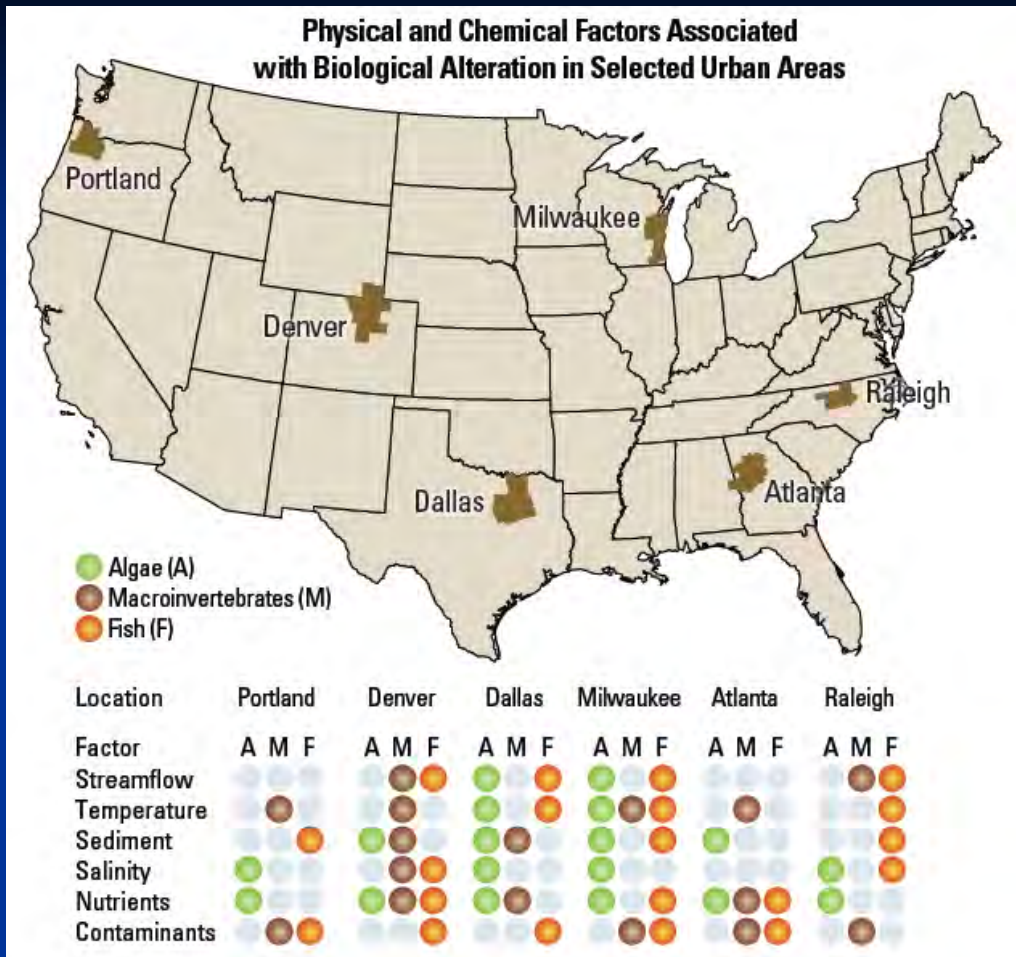 Physical and Chemical Factors Associated
with Biological Alteration in Selected Urban Areas
Portland
Milwaukee
Denver
Raleigh
Dallas
Atlanta
Algae (A)
Macroinvertebrates (M)
Fish (F)
Location Portland Denver Dallas Milwaukee Atlanta Raleigh
Factor A M F A M F A M F A M F A M F A M F
Streamflow
Temperature
Sediment
Salinity
Nutrients
Contaminants